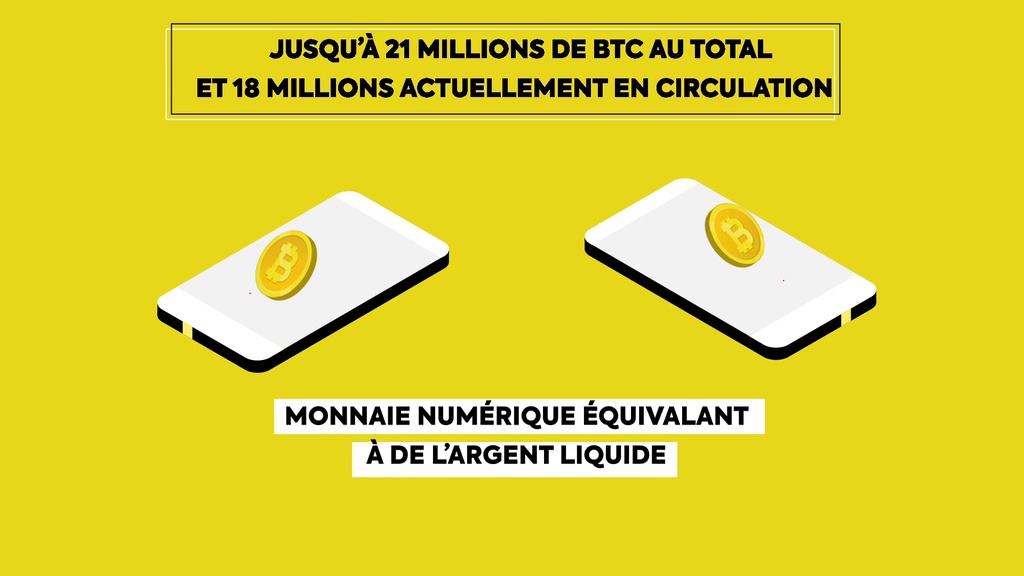 JUSQU’À 21 MILLIONS DE BTC AU TOTAL
ET 18 MILLIONS ACTUELLEMENT EN CIRCULATION
MONNAIE NUMÉRIQUE ÉQUIVALANT
À DE L’ARGENT LIQUIDE